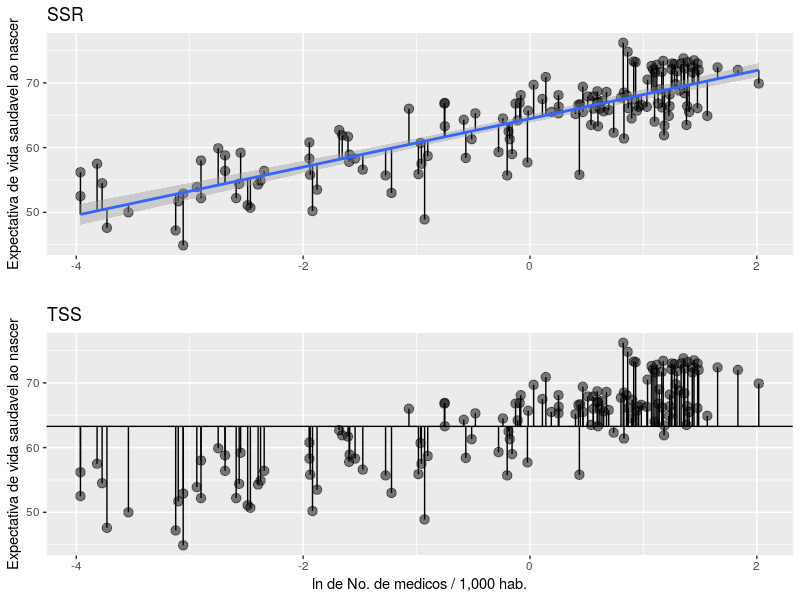 SSR
Expectativa de vida saudavel ao nascer
70
60
50
-4
-2
0
2
TSS
Expectativa de vida saudavel ao nascer
70
60
50
-4
-2
0
2
ln de No. de medicos / 1,000 hab.